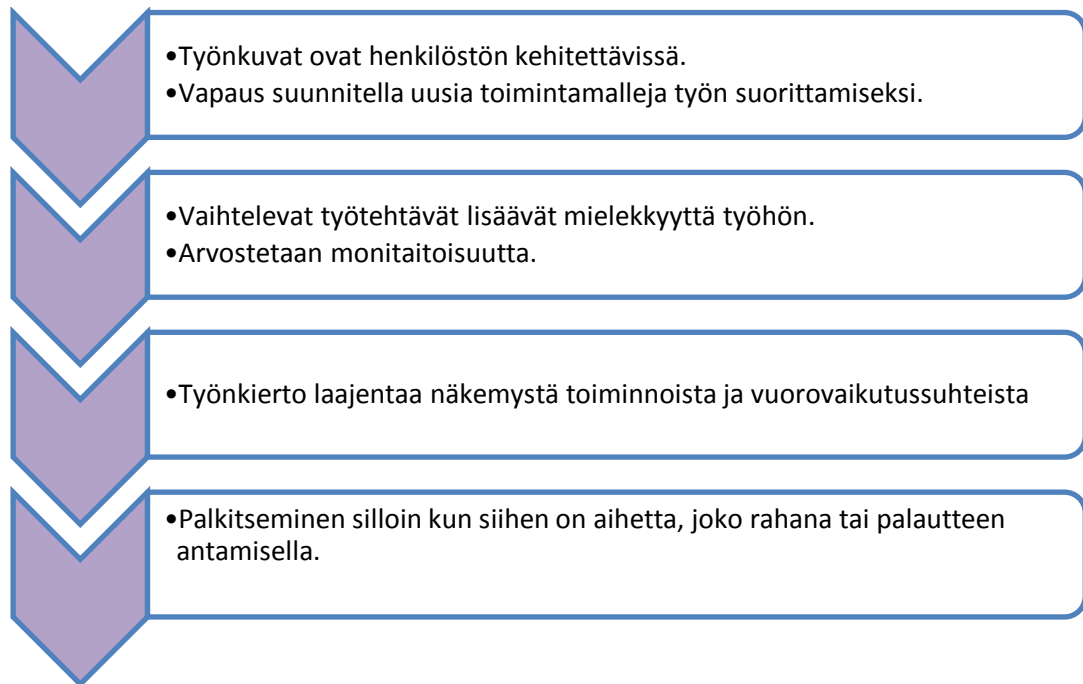 •Työnkuvat ovat henkilöstön kehitettävissä.
•Vapaus suunnitella uusia toimintamalleja työn suorittamiseksi.
•Vaihtelevat työtehtävät lisäävät mielekkyyttä työhön.
•Arvostetaan monitaitoisuutta.
•Työnkierto laajentaa näkemystä toiminnoista ja vuorovaikutussuhteista
•Palkitseminen silloin kun siihen on aihetta, joko rahana tai palautteen
antamisella.